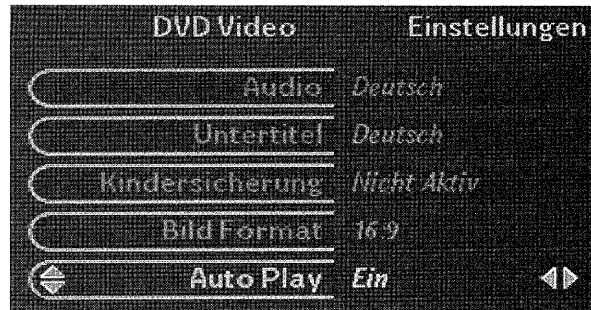 DVD Video Einstellungen
Audio Deutsch
Untertitel Deutsch
Kindersicherung Nicht Aktiv
Bild Format 16:9
Auto Play Ein